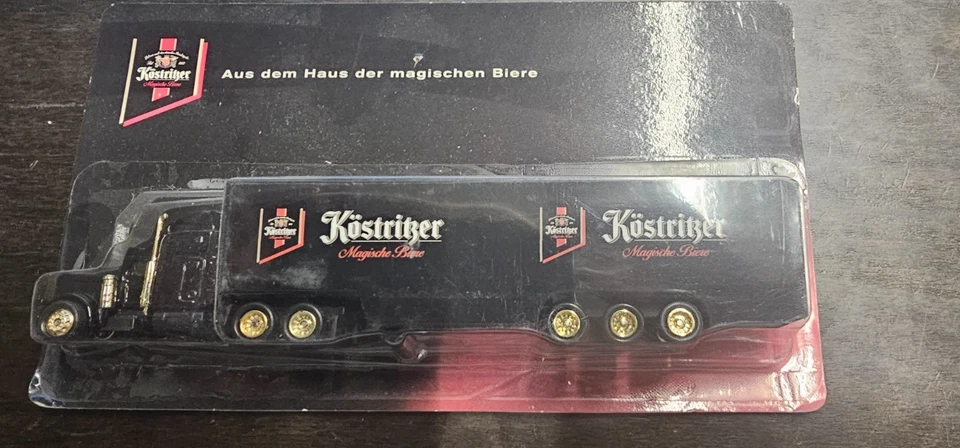 Köstritzer
Magische Biere
Aus dem Haus der magischen Biere
Köstritzer
Köstritzer
Magische Biere
Köstritzer
Köstritzer
Magische Biere